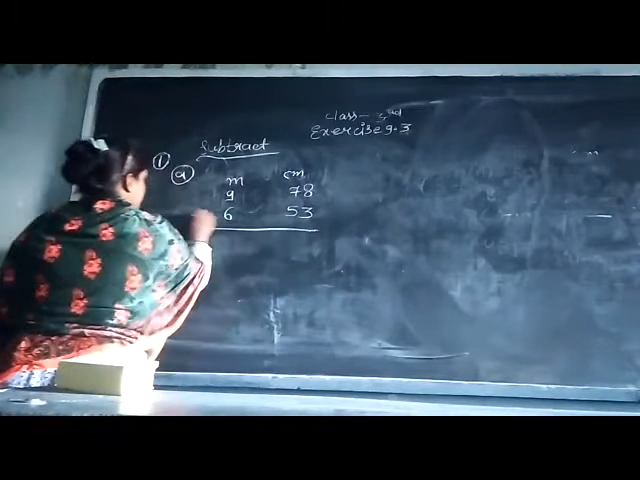 Class - 3rd
Exercise 9.3
Subtract
① ⓐ
m cm
9 78
6 53